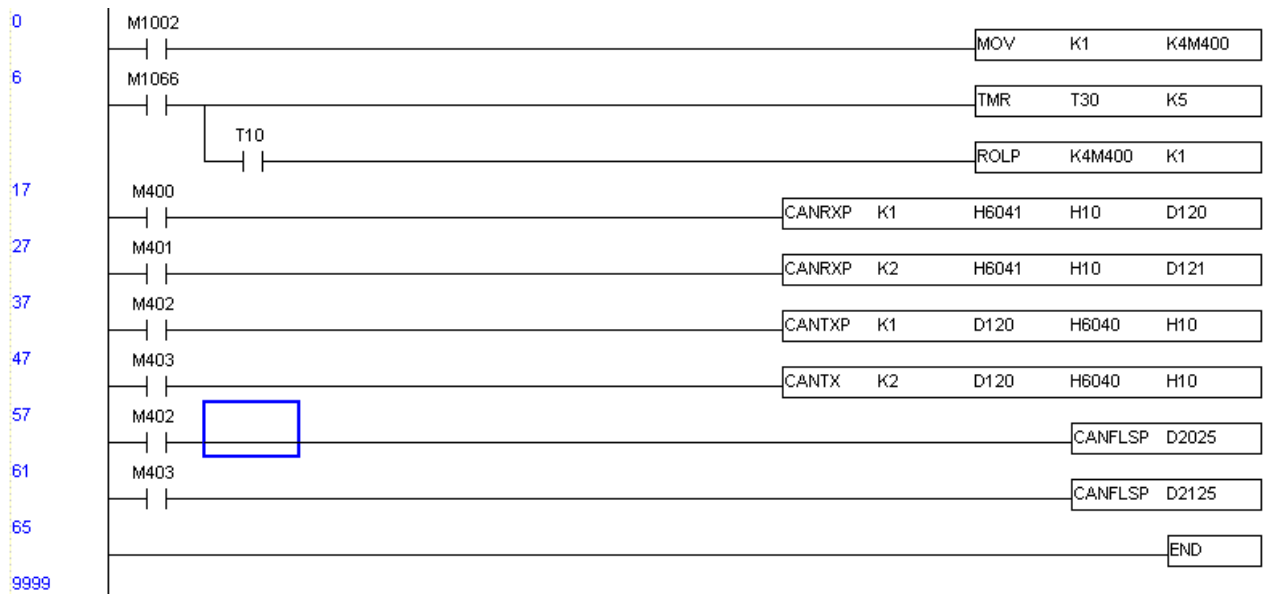 0
M1002
MOV K1 K4M400
6
M1066
TMR T30 K5
T10
ROLP K4M400 K1
17
M400
CANRXP K1 H6041 H10 D120
27
M401
CANRXP K2 H6041 H10 D121
37
M402
CANTXP K1 D120 H6040 H10
47
M403
CANTX K2 D120 H6040 H10
57
M402
CANFLSP D2025
61
M403
CANFLSP D2125
65
END
9999